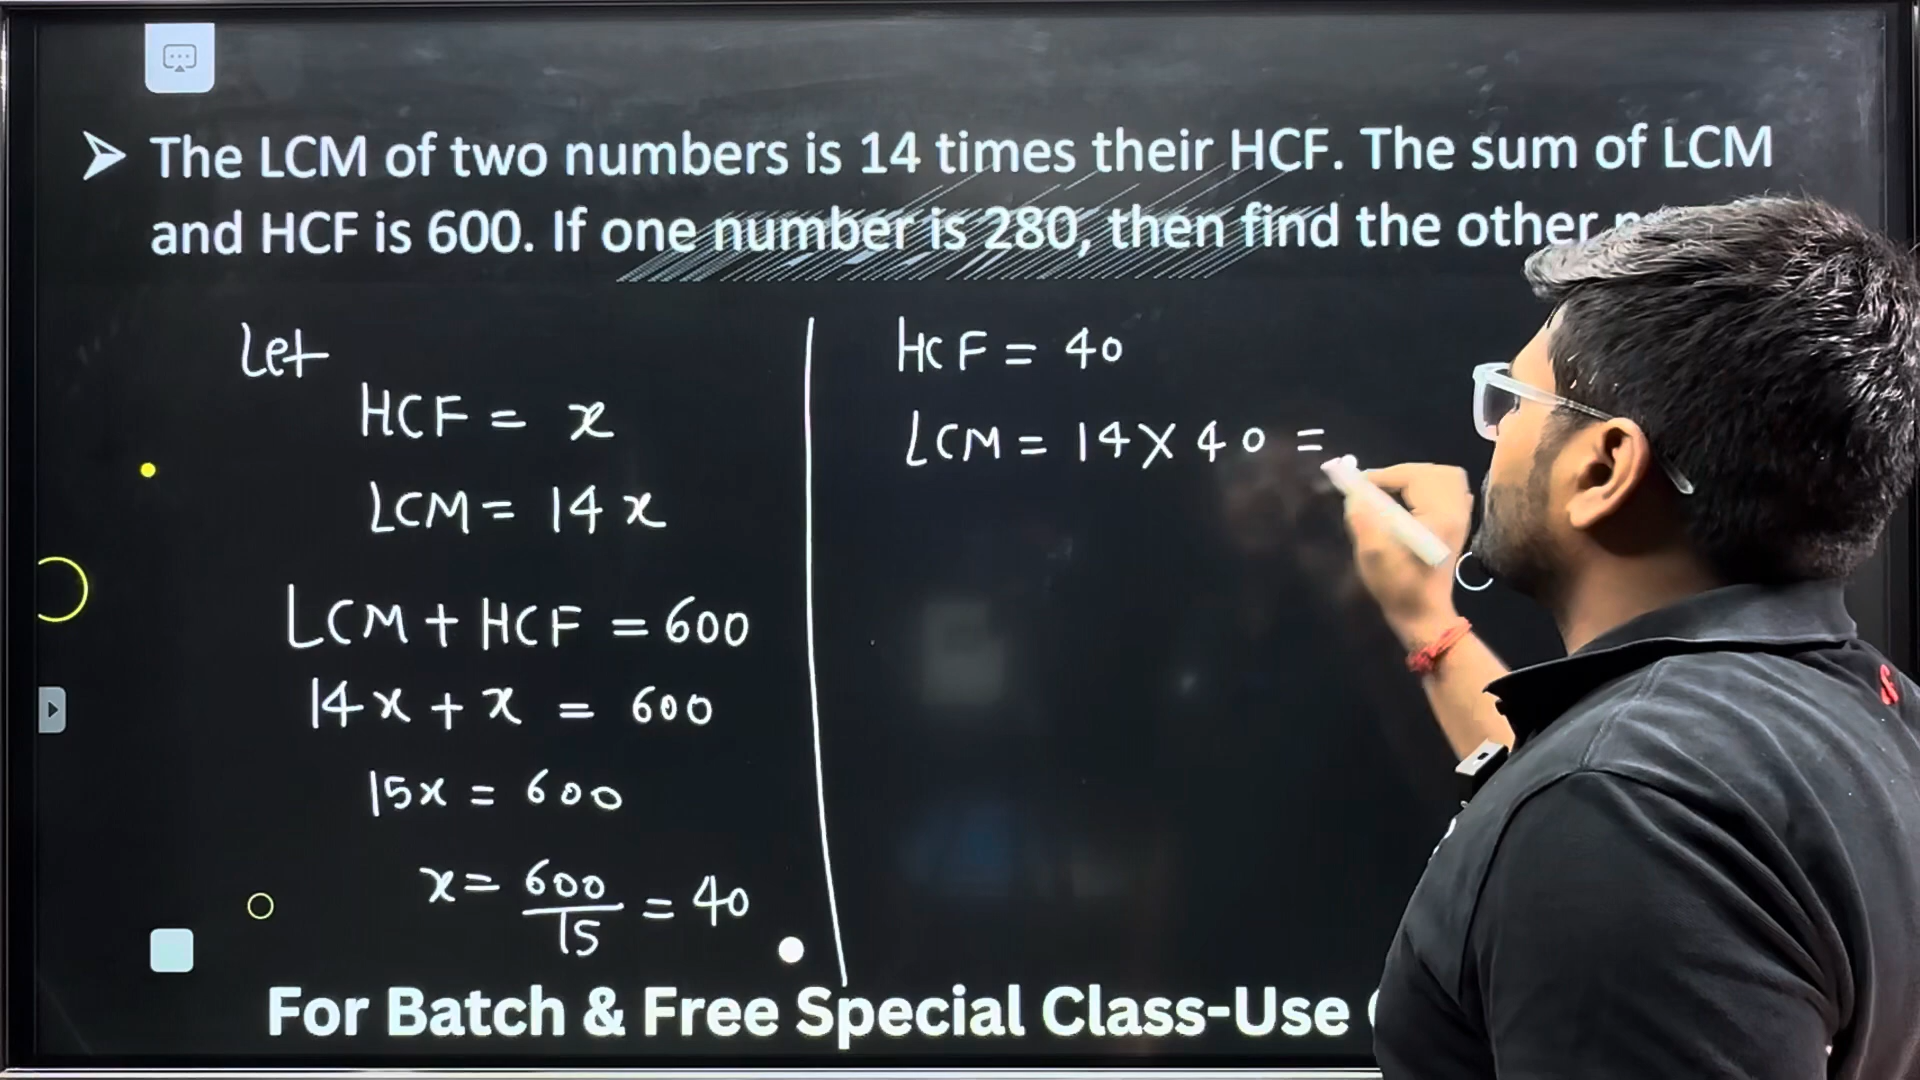 The LCM of two numbers is 14 times their HCF. The sum of LCM
and HCF is 600. If one number is 280, then find the other
Let
HCF = x
LCM = 14x
LCM + HCF = 600
14x + x = 600
15x = 600
x = 600/15 = 40
HCF = 40
LCM = 14 X 40 =
For Batch & Free Special Class-Use